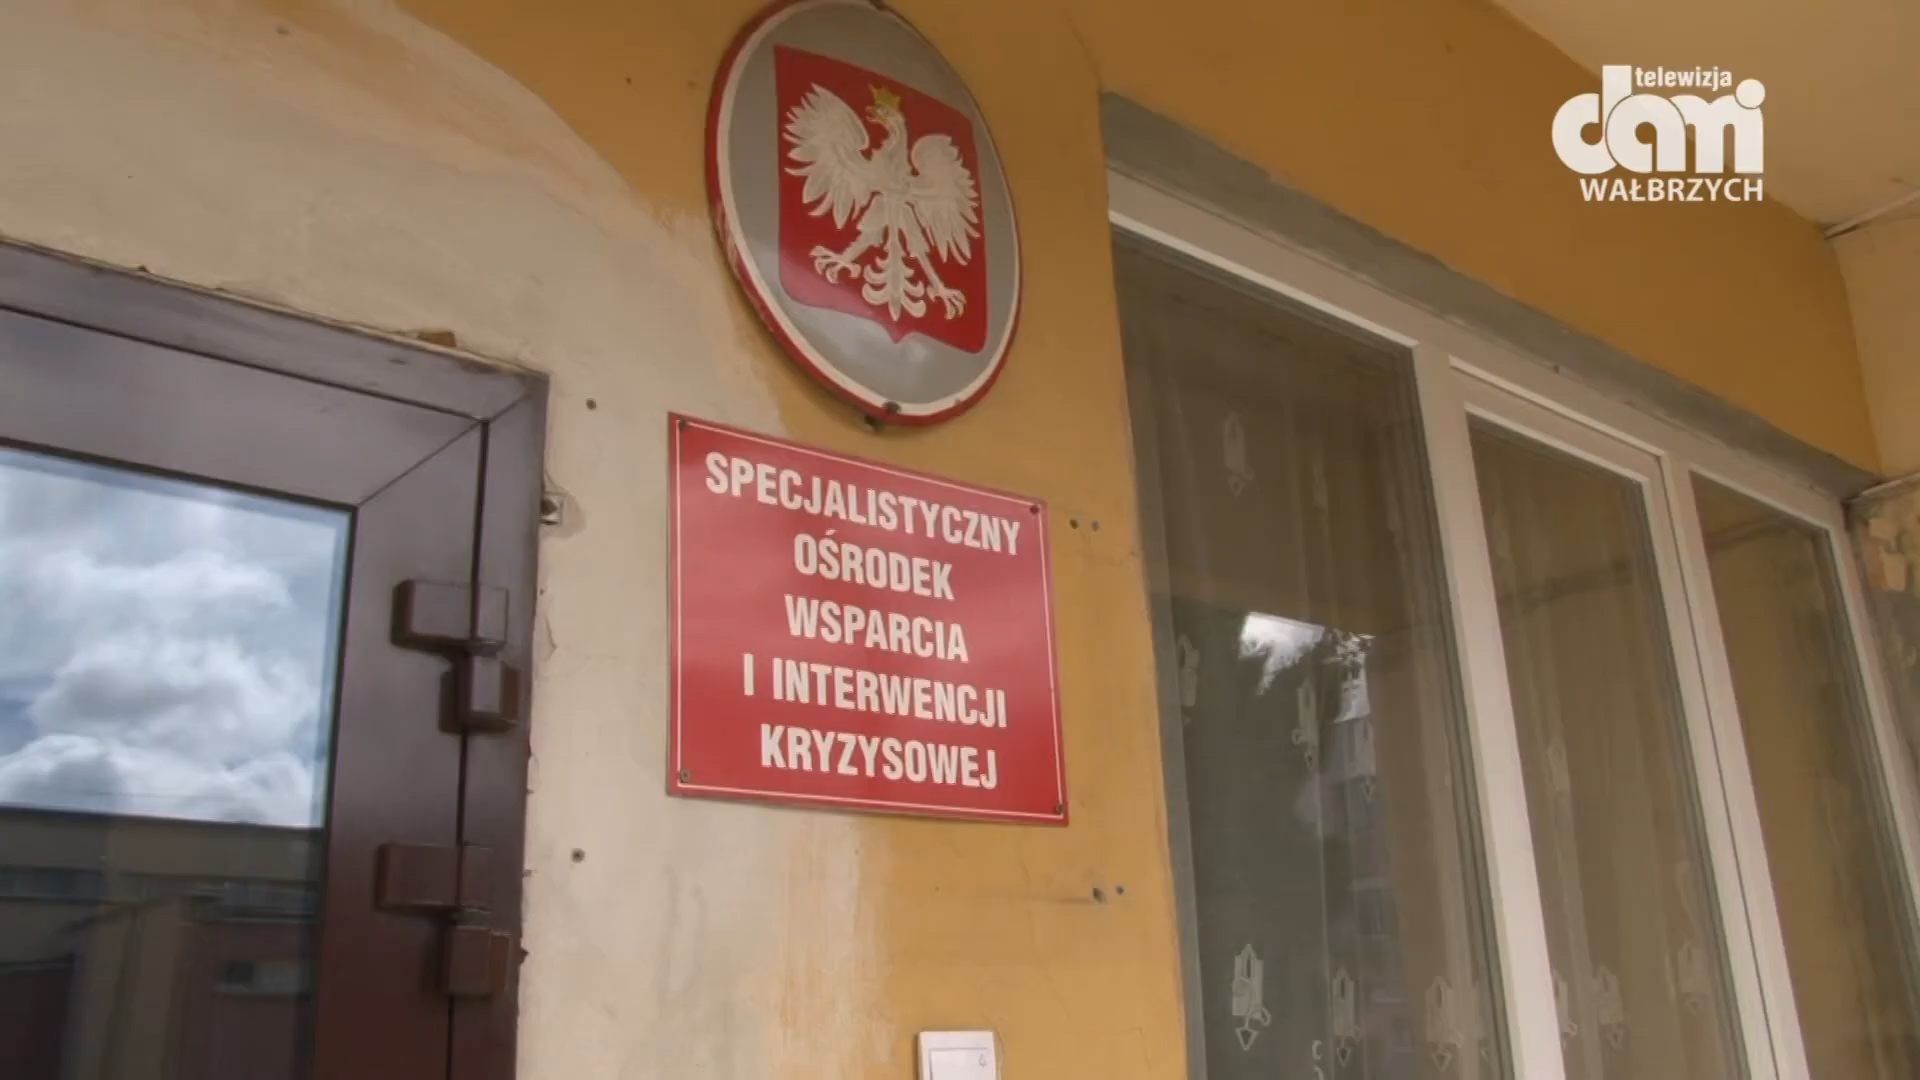 telewizja
dami
WAŁBRZYCH
SPECJALISTYCZNY
OŚRODEK
WSPARCIA
I INTERWENCJI
KRYZYSOWEJ